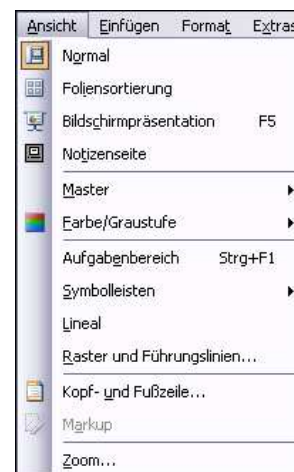 Ansicht Einfügen Format Extras
Normal
Foliensortierung
Bildschirmpräsentation F5
Notizenseite
Master
Farbe/Graustufe
Aufgabenbereich Strg+F1
Symbolleisten
Lineal
Raster und Führungslinien...
Kopf- und Fußzeile...
Markup
Zoom...